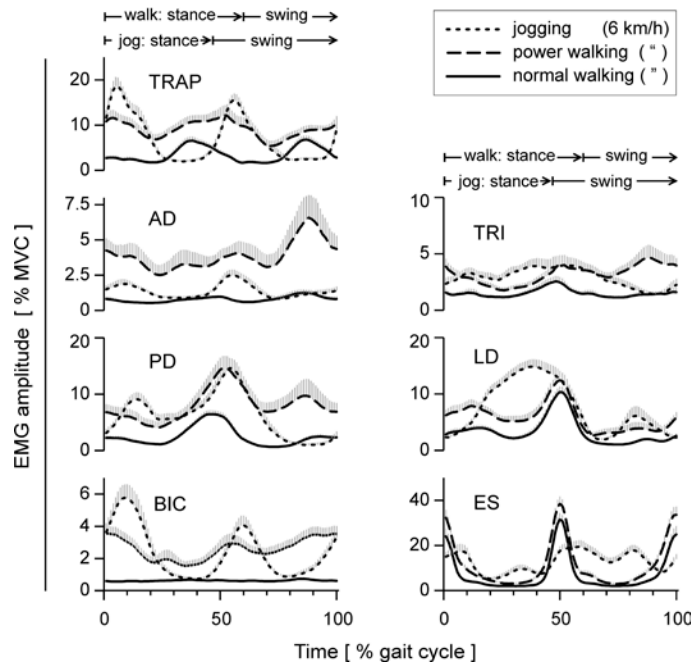 walk: stance swing
jog: stance swing
jogging (6 km/h)
power walking ( “ )
normal walking ( ” )
EMG amplitude [ % MVC ]
TRAP
20
10
0
AD
7.5
5
2.5
0
PD
20
10
0
BIC
6
4
2
0
0 50 100
walk: stance swing
jog: stance swing
TRI
10
5
0
LD
20
10
0
ES
40
20
0
0 50 100
Time [ % gait cycle ]